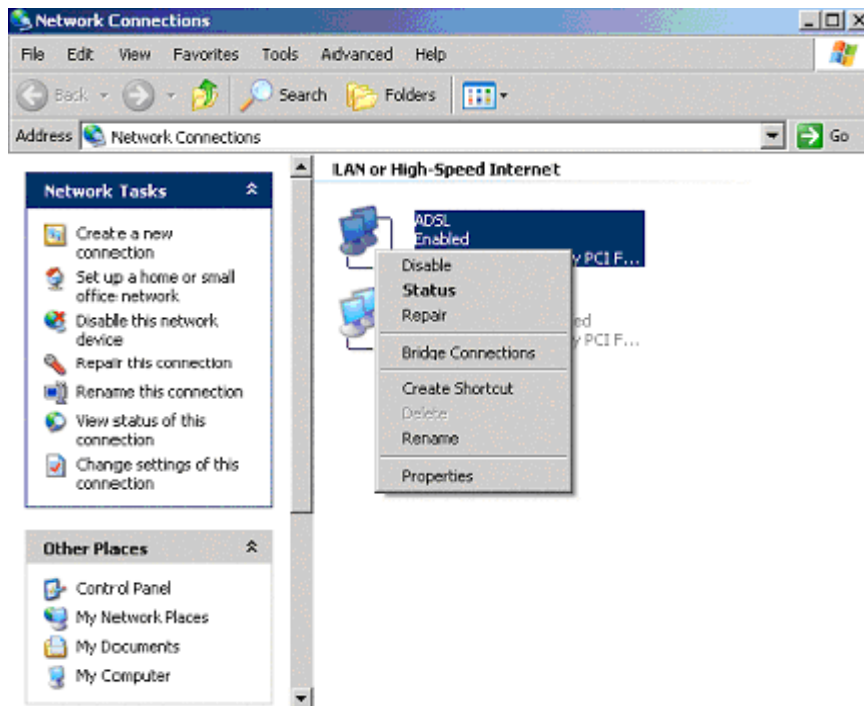 Network Connections
File Edit View Favorites Tools Advanced Help
Back Search Folders
Address Network Connections Go
Network Tasks
Create a new
connection
Set up a home or small
office network
Disable this network
device
Repair this connection
Rename this connection
View status of this
connection
Change settings of this
connection
Other Places
Control Panel
My Network Places
My Documents
My Computer
LAN or High-Speed Internet
ADSL
Enabled
y PCI F...
ed
y PCI F...
Disable
Status
Repair
Bridge Connections
Create Shortcut
Delete
Rename
Properties